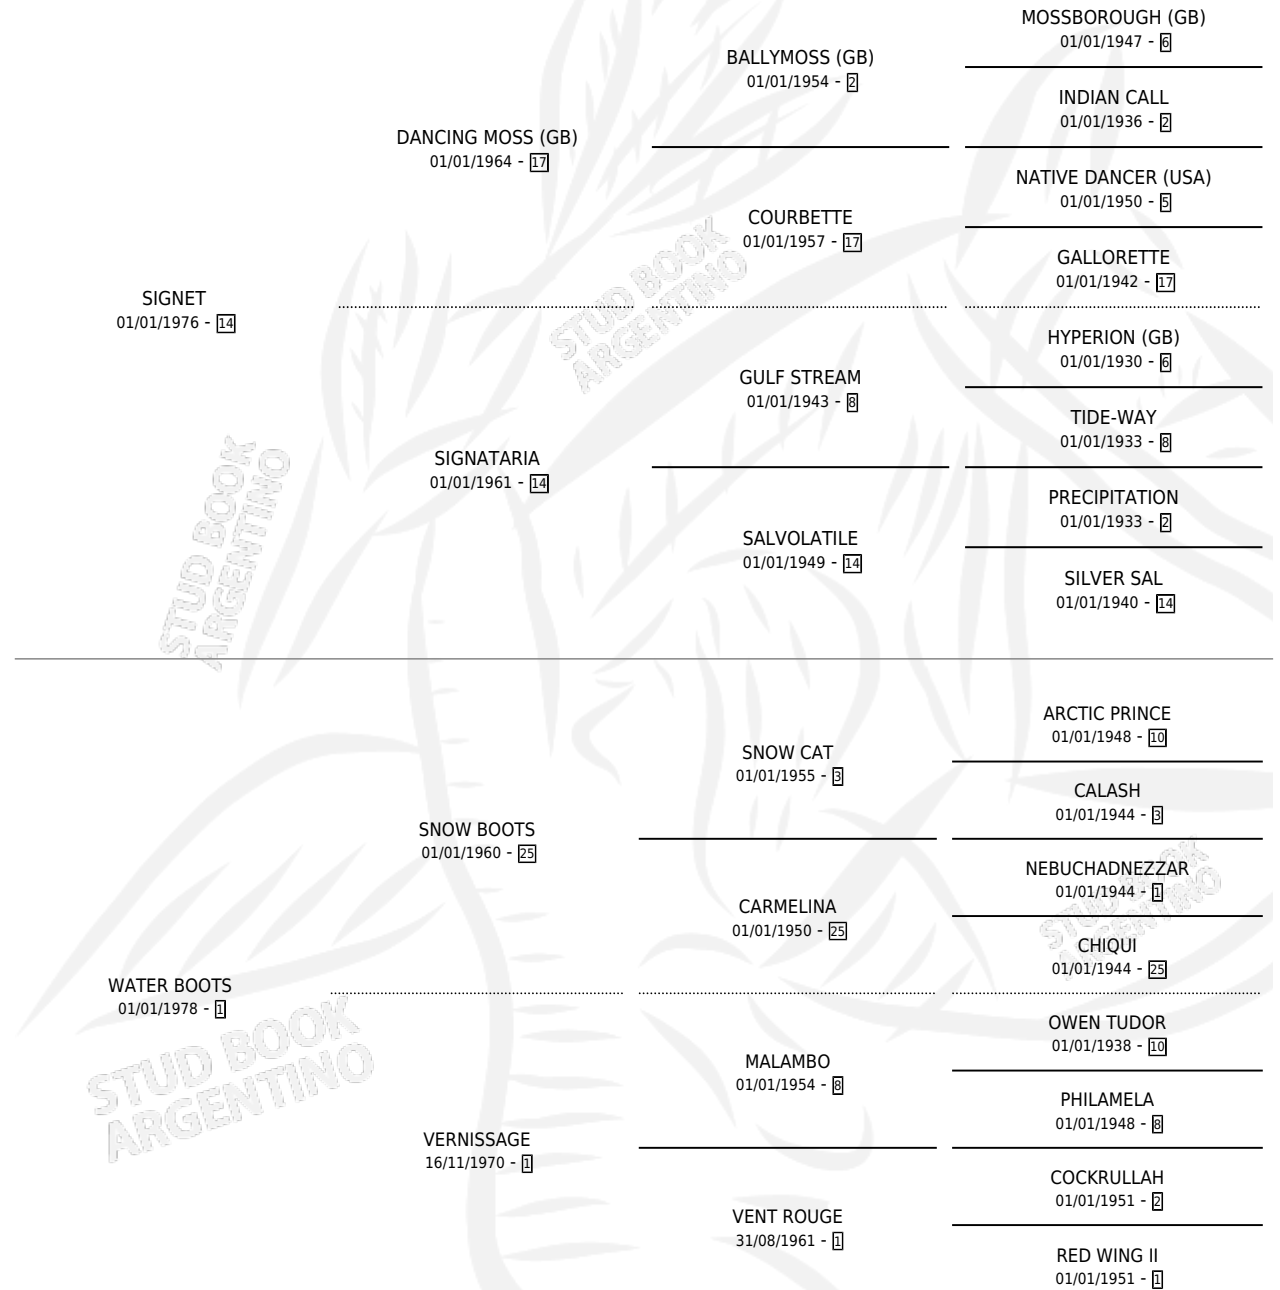 MOSSBOROUGH (GB)
01/01/1947 - 6
BALLYMOSS (GB)
01/01/1954 - 2
INDIAN CALL
01/01/1936 - 2
DANCING MOSS (GB)
01/01/1964 - 17
NATIVE DANCER (USA)
01/01/1950 - 5
COURBETTE
01/01/1957 - 17
GALLORETTE
01/01/1942 - 17
SIGNET
01/01/1976 - 14
HYPERION (GB)
01/01/1930 - 6
GULF STREAM
01/01/1943 - 8
TIDE-WAY
01/01/1933 - 8
SIGNATARIA
01/01/1961 - 14
PRECIPITATION
01/01/1933 - 2
SALVOLATILE
01/01/1949 - 14
SILVER SAL
01/01/1940 - 14
ARCTIC PRINCE
01/01/1948 - 10
SNOW CAT
01/01/1955 - 3
CALASH
01/01/1944 - 3
SNOW BOOTS
01/01/1960 - 25
NEBUCHADNEZZAR
01/01/1944 - 1
CARMELINA
01/01/1950 - 25
CHIQUI
01/01/1944 - 25
WATER BOOTS
01/01/1978 - 1
OWEN TUDOR
01/01/1938 - 10
MALAMBO
01/01/1954 - 8
PHILAMELA
01/01/1948 - 8
VERNISSAGE
16/11/1970 - 1
COCKRULLAH
01/01/1951 - 2
VENT ROUGE
31/08/1961 - 1
RED WING II
01/01/1951 - 1
STUD BOOK
ARGENTINO
STUD BOOK
ARGENTINO
STUD BOOK
ARGENTINO
STUD BOOK
ARGENTINO